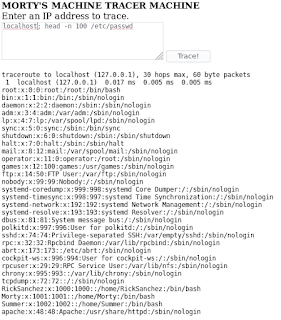 MORTY'S MACHINE TRACER MACHINE
Enter an IP address to trace.
localhost; head -n 100 /etc/passwd
Trace!
traceroute to localhost (127.0.0.1), 30 hops max, 60 byte packets
1 localhost (127.0.0.1) 0.017 ms 0.005 ms 0.005 ms
root:x:0:0:root:/root:/bin/bash
bin:x:1:1:bin:/bin:/sbin/nologin
daemon:x:2:2:daemon:/sbin:/sbin/nologin
adm:x:3:4:adm:/var/adm:/sbin/nologin
lp:x:4:7:lp:/var/spool/lpd:/sbin/nologin
sync:x:5:0:sync:/sbin:/bin/sync
shutdown:x:6:0:shutdown:/sbin:/sbin/shutdown
halt:x:7:0:halt:/sbin:/sbin/halt
mail:x:8:12:mail:/var/spool/mail:/sbin/nologin
operator:x:11:0:operator:/root:/sbin/nologin
games:x:12:100:games:/usr/games:/sbin/nologin
ftp:x:14:50:FTP User:/var/ftp:/sbin/nologin
nobody:x:99:99:Nobody:/:/sbin/nologin
systemd-coredump:x:999:998:systemd Core Dumper:/:/sbin/nologin
systemd-timesync:x:998:997:systemd Time Synchronization:/:/sbin/nologin
systemd-network:x:192:192:systemd Network Management:/:/sbin/nologin
systemd-resolve:x:193:193:systemd Resolver:/:/sbin/nologin
dbus:x:81:81:System message bus:/:/sbin/nologin
polkitd:x:997:996:User for polkitd:/:/sbin/nologin
sshd:x:74:74:Privilege-separated SSH:/var/empty/sshd:/sbin/nologin
rpc:x:32:32:Rpcbind Daemon:/var/lib/rpcbind:/sbin/nologin
abrt:x:173:173::/etc/abrt:/sbin/nologin
cockpit-ws:x:996:994:User for cockpit-ws:/:/sbin/nologin
rpcuser:x:29:29:RPC Service User:/var/lib/nfs:/sbin/nologin
chrony:x:995:993::/var/lib/chrony:/sbin/nologin
tcpdump:x:72:72::/:/sbin/nologin
RickSanchez:x:1000:1000::/home/RickSanchez:/bin/bash
Morty:x:1001:1001::/home/Morty:/bin/bash
Summer:x:1002:1002::/home/Summer:/bin/bash
apache:x:48:48:Apache:/usr/share/httpd:/sbin/nologin